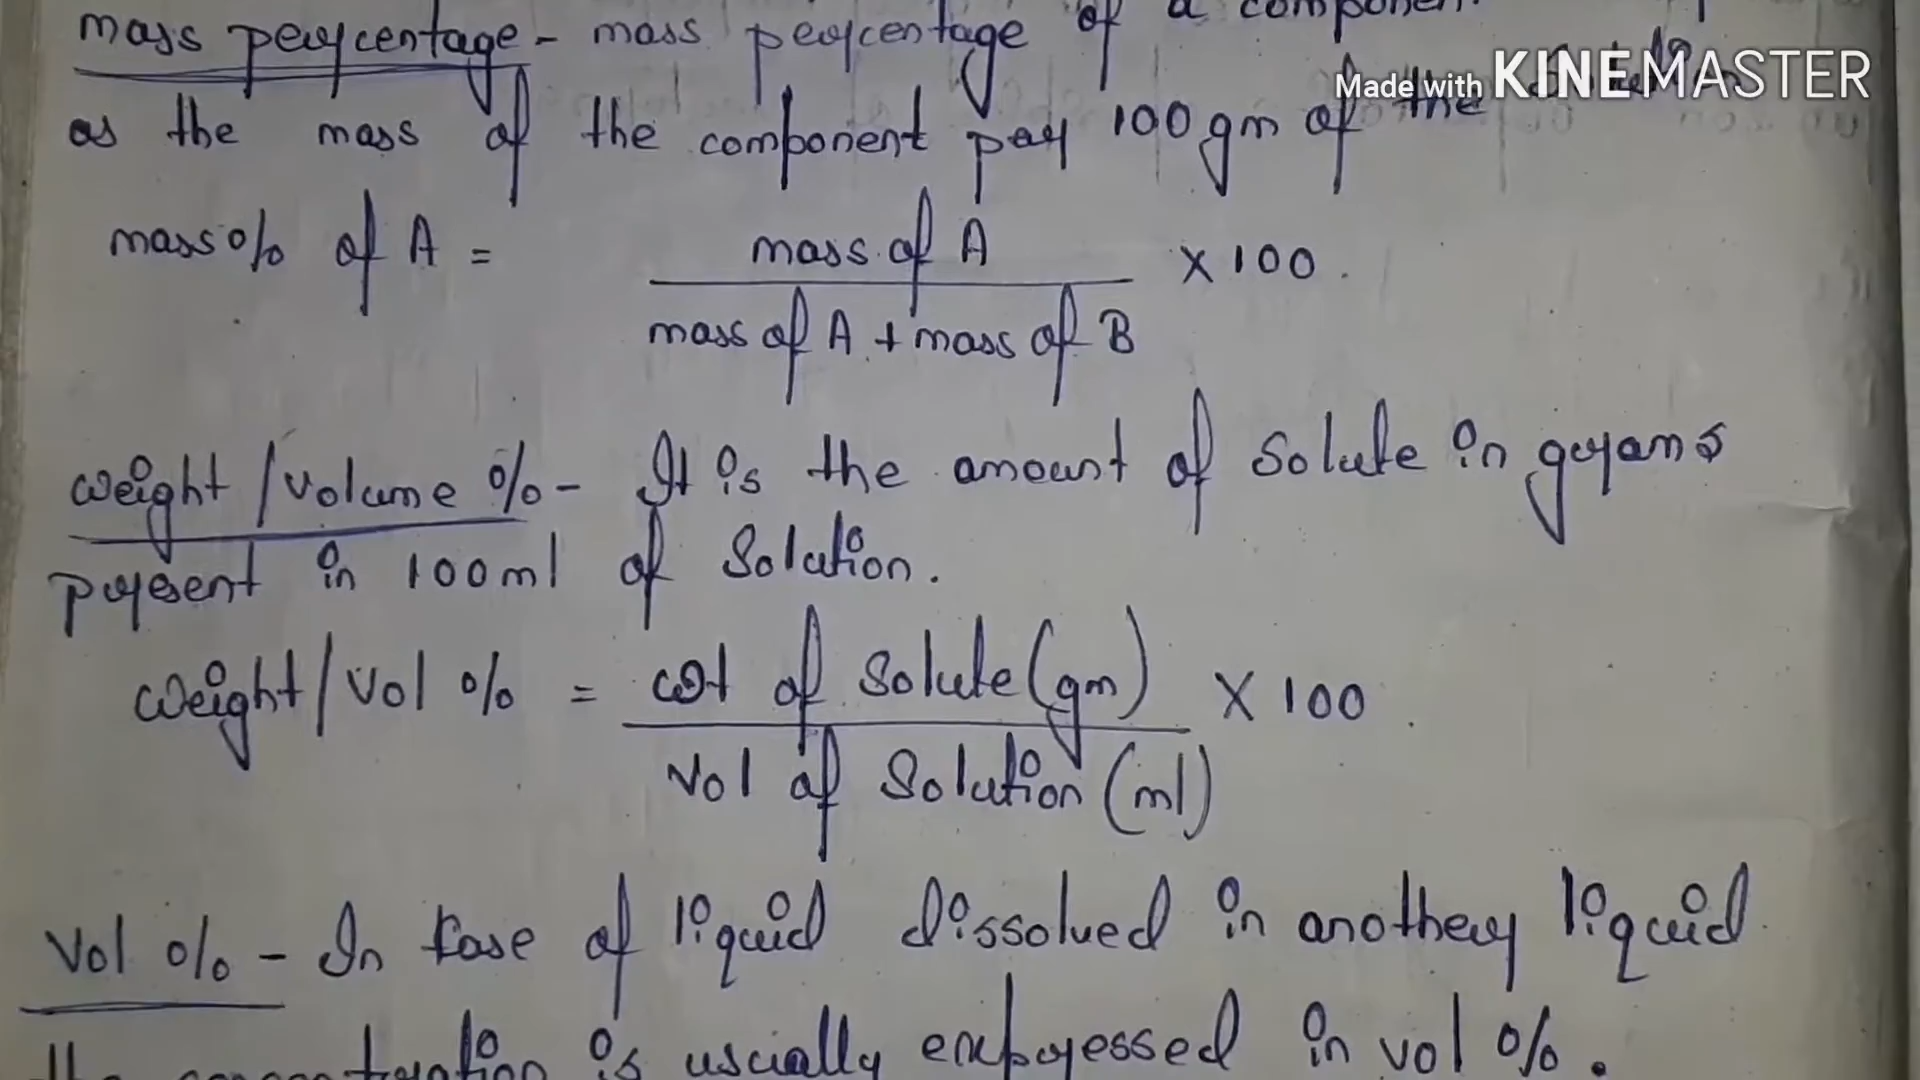 mass percentage - mass percentage of a component
Made with KINEMASTER
as the mass of the component per 100 gm of the
mass % of A = mass of A / mass of A + mass of B × 100.
weight / volume % - It is the amount of solute in grams
present in 100 ml of Solution.
weight / vol % = wt of Solute (gm) / Vol of Solution (ml) × 100.
Vol % - In case of liquid dissolved in another liquid
the concentration is usually expressed in vol %.